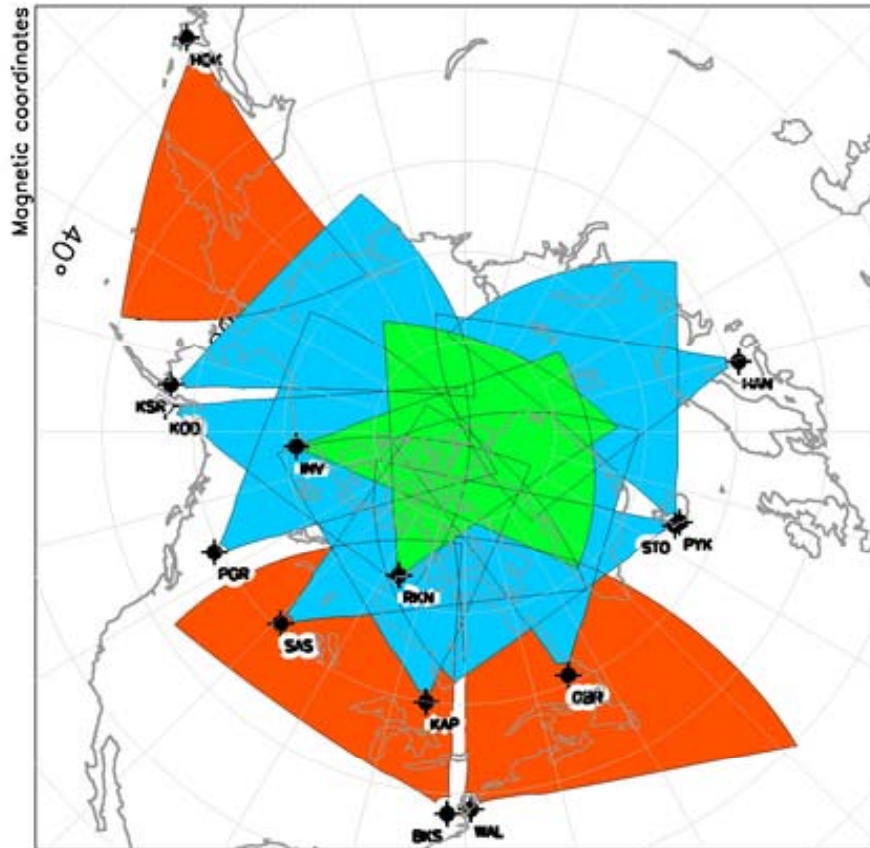 Magnetic coordinates
HOK
40°
HAN
KSR
KOD
INV
STO
PYK
PGR
RKN
SAS
GBR
KAP
BKS
WAL